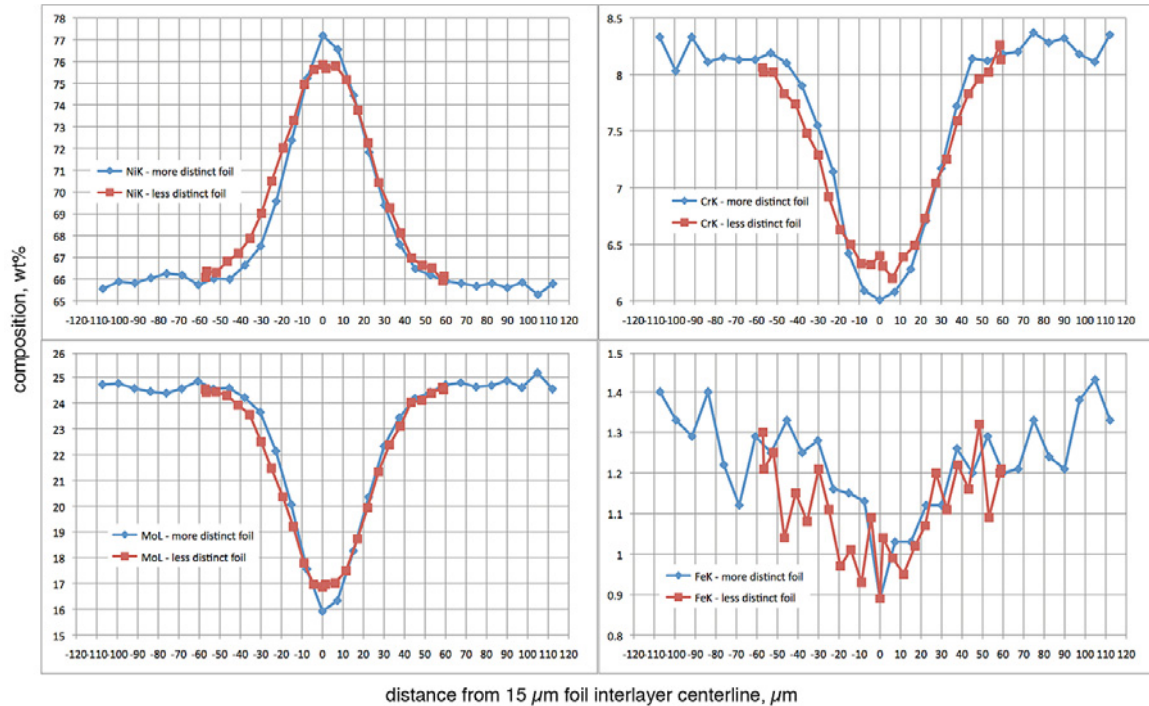 composition, wt%
78
77
76
75
74
73
72
71
70
69
68
67
66
65
NiK - more distinct foil
NiK - less distinct foil
-120-110-100 -90 -80 -70 -60 -50 -40 -30 -20 -10 0 10 20 30 40 50 60 70 80 90 100 110 120
8.5
8
7.5
7
6.5
6
CrK - more distinct foil
CrK - less distinct foil
-120-110-100 -90 -80 -70 -60 -50 -40 -30 -20 -10 0 10 20 30 40 50 60 70 80 90 100 110 120
26
25
24
23
22
21
20
19
18
17
16
15
MoL - more distinct foil
MoL - less distinct foil
-120-110-100 -90 -80 -70 -60 -50 -40 -30 -20 -10 0 10 20 30 40 50 60 70 80 90 100 110 120
1.5
1.4
1.3
1.2
1.1
1
0.9
0.8
FeK - more distinct foil
FeK - less distinct foil
-120-110-100 -90 -80 -70 -60 -50 -40 -30 -20 -10 0 10 20 30 40 50 60 70 80 90 100 110 120
distance from 15 µm foil interlayer centerline, µm